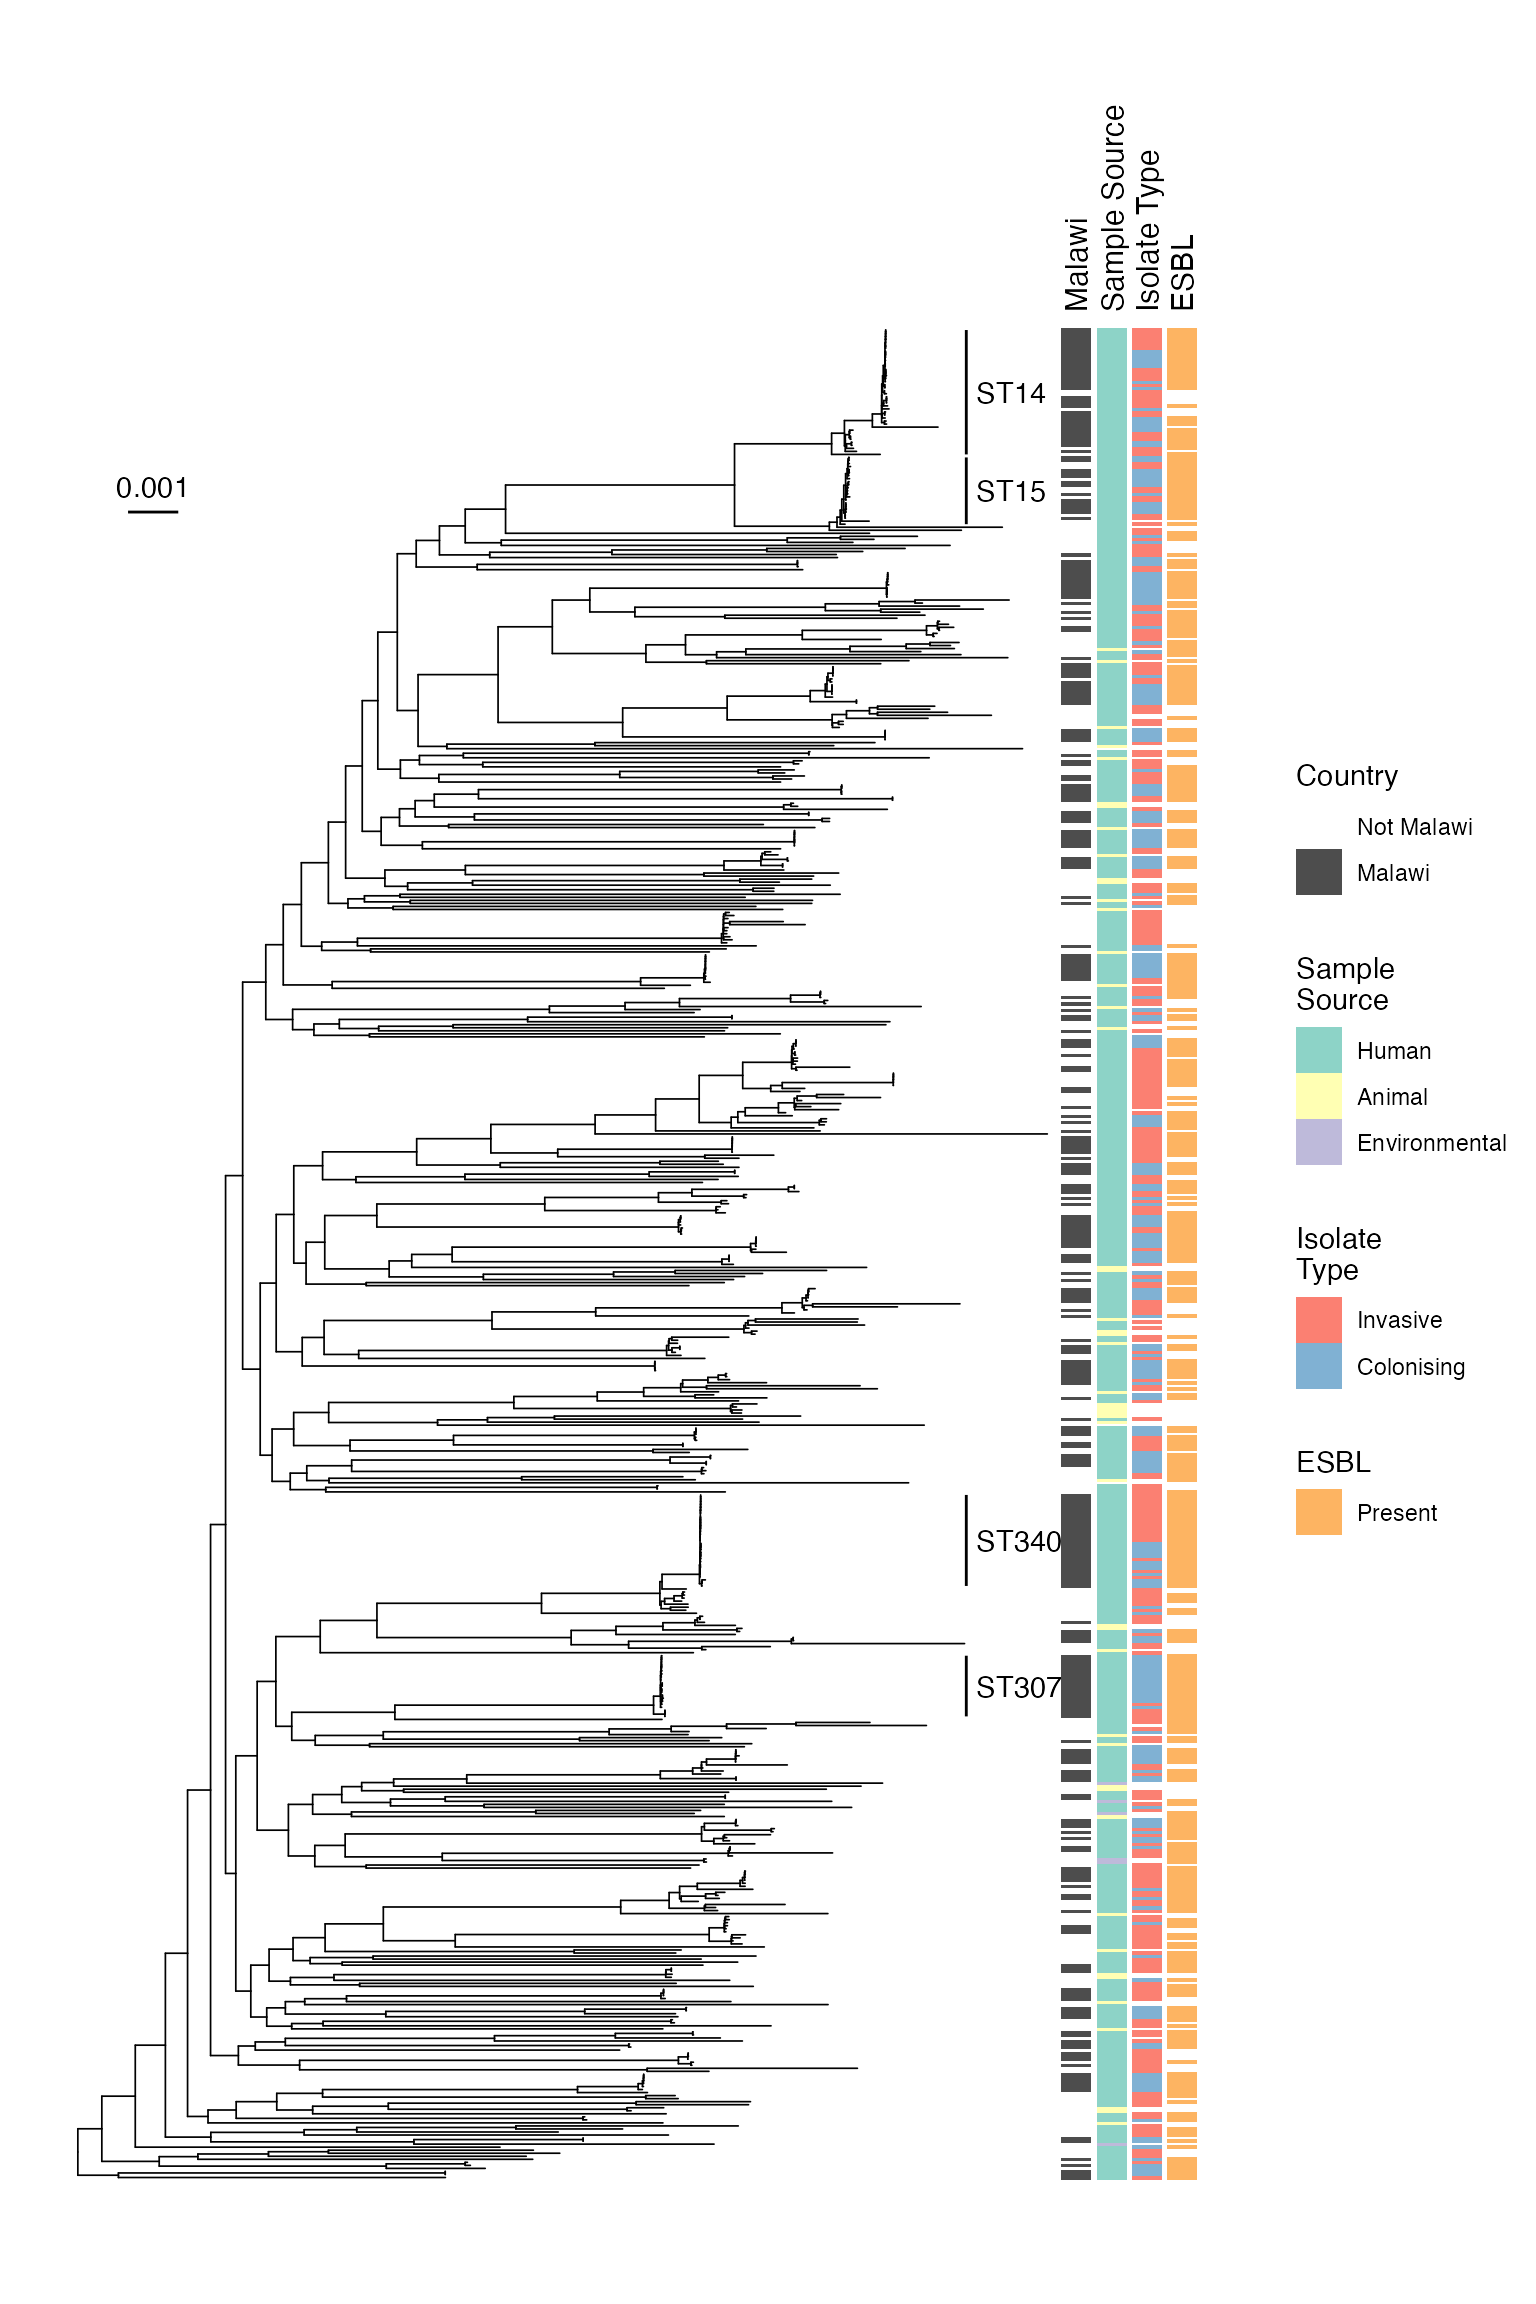 Malawi
Sample Source
Isolate Type
ESBL
ST14
0.001
ST15
Country
Not Malawi
Malawi
Sample
Source
Human
Animal
Environmental
Isolate
Type
Invasive
Colonising
ESBL
Present
ST340
ST307